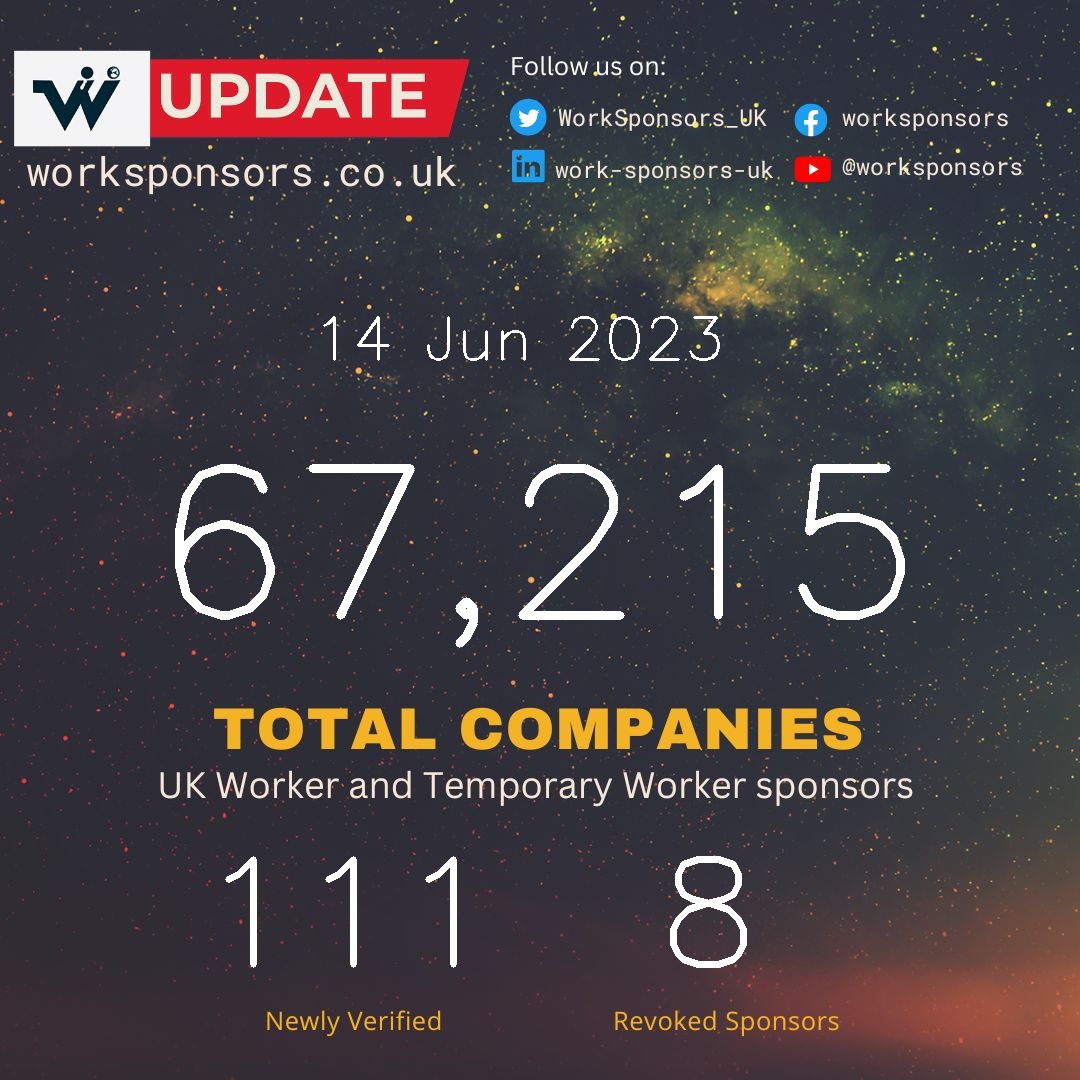 UPDATE
worksponsors.co.uk
Follow us on:
WorkSponsors_UK
worksponsors
work-sponsors-uk
@worksponsors
14 Jun 2023
67,215
TOTAL COMPANIES
UK Worker and Temporary Worker sponsors
111
8
Newly Verified
Revoked Sponsors